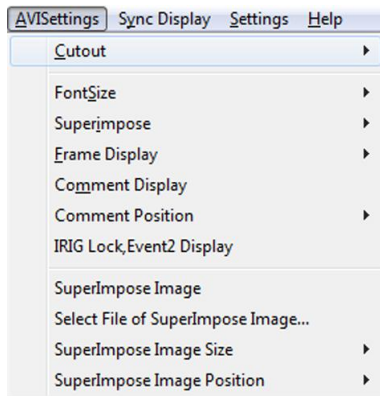 AVISettings Sync Display Settings Help
Cutout
FontSize
Superimpose
Frame Display
Comment Display
Comment Position
IRIG Lock,Event2 Display
SuperImpose Image
Select File of SuperImpose Image...
SuperImpose Image Size
SuperImpose Image Position